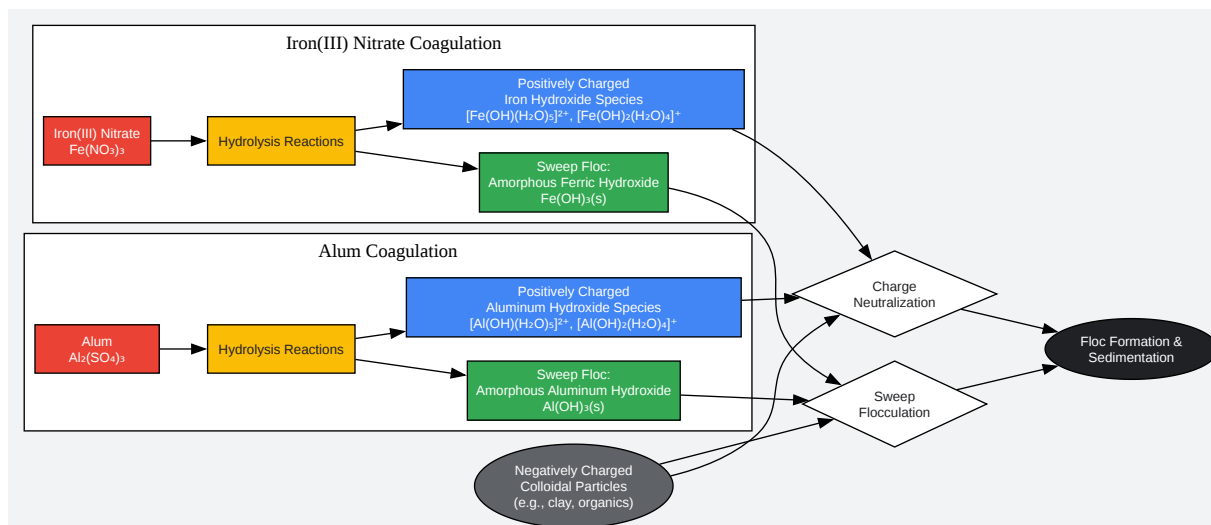 Iron(III) Nitrate Coagulation
Iron(III) Nitrate
Fe(NO₃)₃
Hydrolysis Reactions
Positively Charged
Iron Hydroxide Species
[Fe(OH)(H₂O)₅]²⁺, [Fe(OH)₂(H₂O)₄]⁺
Sweep Floc:
Amorphous Ferric Hydroxide
Fe(OH)₃(s)
Alum Coagulation
Alum
Al₂(SO₄)₃
Hydrolysis Reactions
Positively Charged
Aluminum Hydroxide Species
[Al(OH)(H₂O)₅]²⁺, [Al(OH)₂(H₂O)₄]⁺
Sweep Floc:
Amorphous Aluminum Hydroxide
Al(OH)₃(s)
Negatively Charged
Colloidal Particles
(e.g., clay, organics)
Charge
Neutralization
Sweep
Flocculation
Floc Formation &
Sedimentation